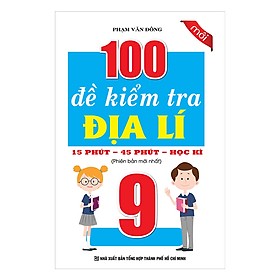 PHẠM VĂN ĐÔNG
mới
100
đề kiểm tra
ĐỊA LÍ
15 PHÚT – 45 PHÚT – HỌC KÌ
(Phiên bản mới nhất)
9
NHÀ XUẤT BẢN TỔNG HỢP THÀNH PHỐ HỒ CHÍ MINH